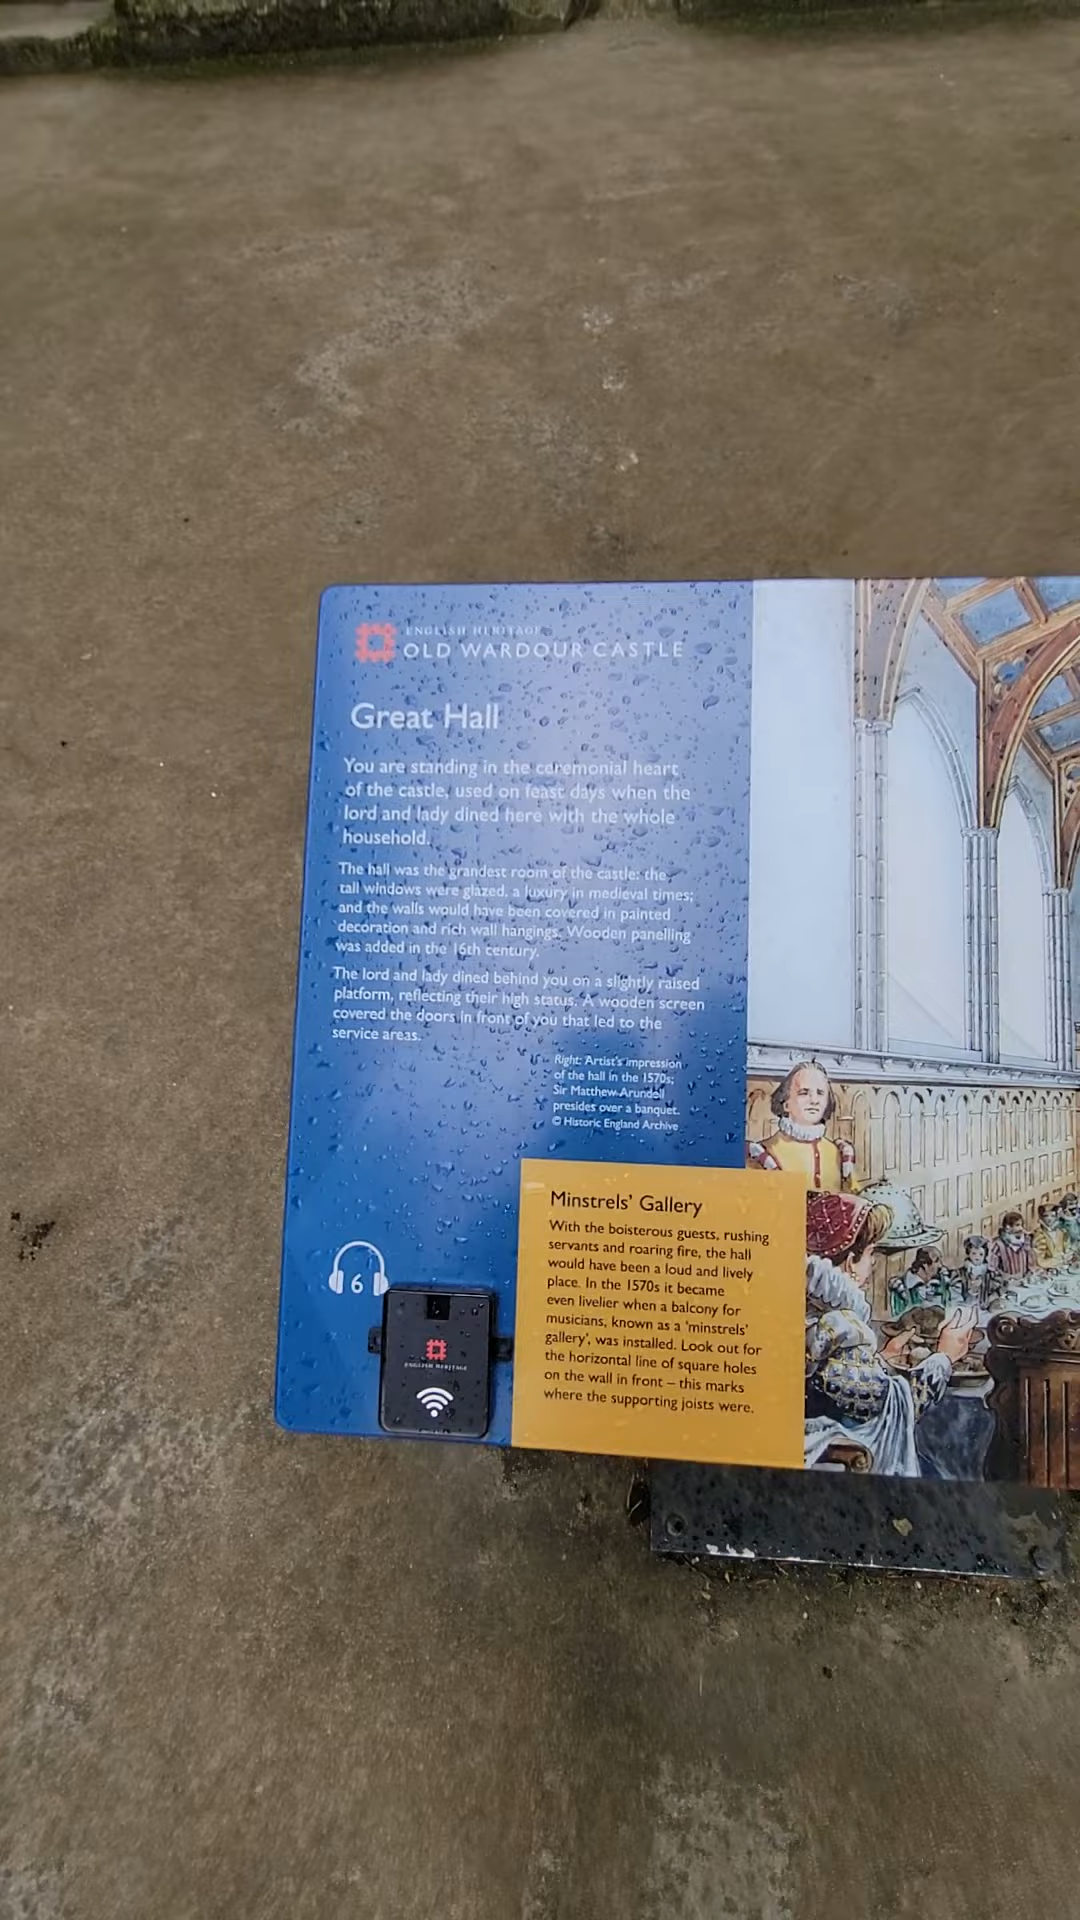 ENGLISH HERITAGE
OLD WARDOUR CASTLE
Great Hall
You are standing in the ceremonial heart
of the castle, used on feast days when the
lord and lady dined here with the whole
household.
The hall was the grandest room of the castle: the
tall windows were glazed, a luxury in medieval times;
and the walls would have been covered in painted
decoration and rich wall hangings. Wooden panelling
was added in the 16th century.
The lord and lady dined behind you on a slightly raised
platform, reflecting their high status. A wooden screen
covered the doors in front of you that led to the
service areas.
Right: Artist's impression
of the hall in the 1570s;
Sir Matthew Arundell
presides over a banquet.
© Historic England Archive
Minstrels' Gallery
With the boisterous guests, rushing
servants and roaring fire, the hall
would have been a loud and lively
place. In the 1570s it became
even livelier when a balcony for
musicians, known as a 'minstrels'
gallery', was installed. Look out for
the horizontal line of square holes
on the wall in front – this marks
where the supporting joists were.
6
ENGLISH HERITAGE